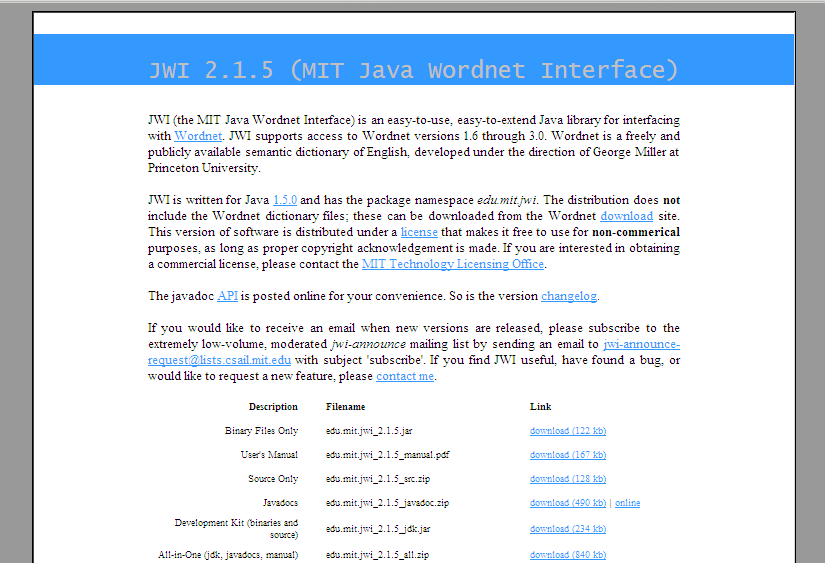 JWI 2.1.5 (MIT Java Wordnet Interface)
JWI (the MIT Java Wordnet Interface) is an easy-to-use, easy-to-extend Java library for interfacing
with Wordnet. JWI supports access to Wordnet versions 1.6 through 3.0. Wordnet is a freely and
publicly available semantic dictionary of English, developed under the direction of George Miller at
Princeton University.
JWI is written for Java 1.5.0 and has the package namespace edu.mit.jwi. The distribution does not
include the Wordnet dictionary files; these can be downloaded from the Wordnet download site.
This version of software is distributed under a license that makes it free to use for non-commerical
purposes, as long as proper copyright acknowledgement is made. If you are interested in obtaining
a commercial license, please contact the MIT Technology Licensing Office.
The javadoc API is posted online for your convenience. So is the version changelog.
If you would like to receive an email when new versions are released, please subscribe to the
extremely low-volume, moderated jwi-announce mailing list by sending an email to jwi-announce-
request@lists.csail.mit.edu with subject 'subscribe'. If you find JWI useful, have found a bug, or
would like to request a new feature, please contact me.
Description Filename Link
Binary Files Only edu.mit.jwi_2.1.5.jar download (122 kb)
User's Manual edu.mit.jwi_2.1.5_manual.pdf download (167 kb)
Source Only edu.mit.jwi_2.1.5_src.zip download (128 kb)
Javadocs edu.mit.jwi_2.1.5_javadoc.zip download (490 kb) | online
Development Kit (binaries and
source) edu.mit.jwi_2.1.5_jdk.jar download (234 kb)
All-in-One (jdk, javadocs, manual) edu.mit.jwi_2.1.5_all.zip download (840 kb)